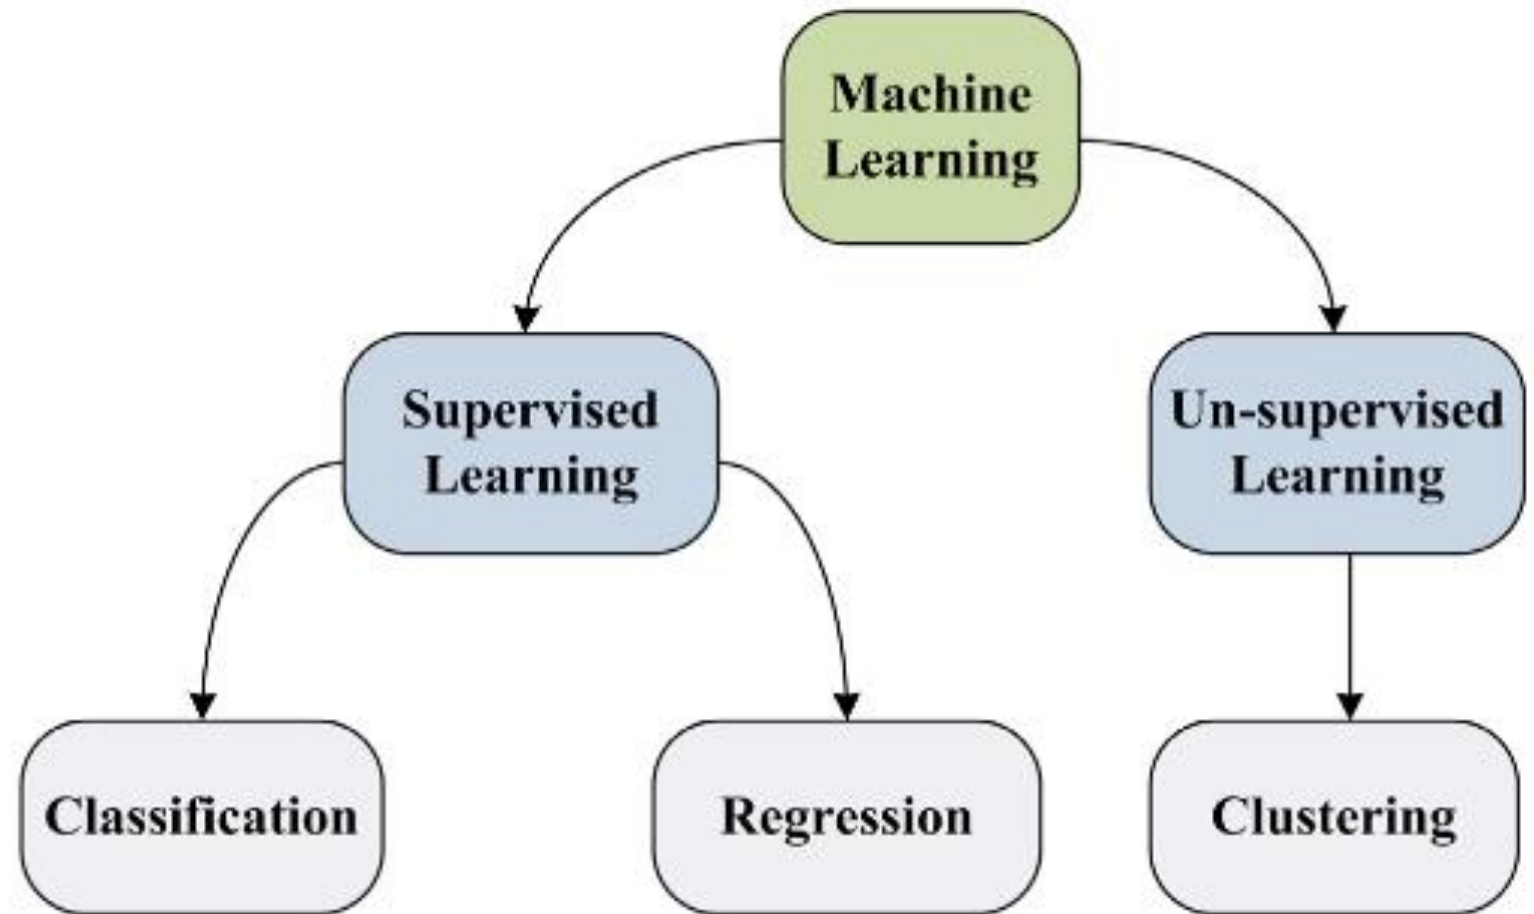 Machine
Learning
Supervised
Learning
Un-supervised
Learning
Classification
Regression
Clustering